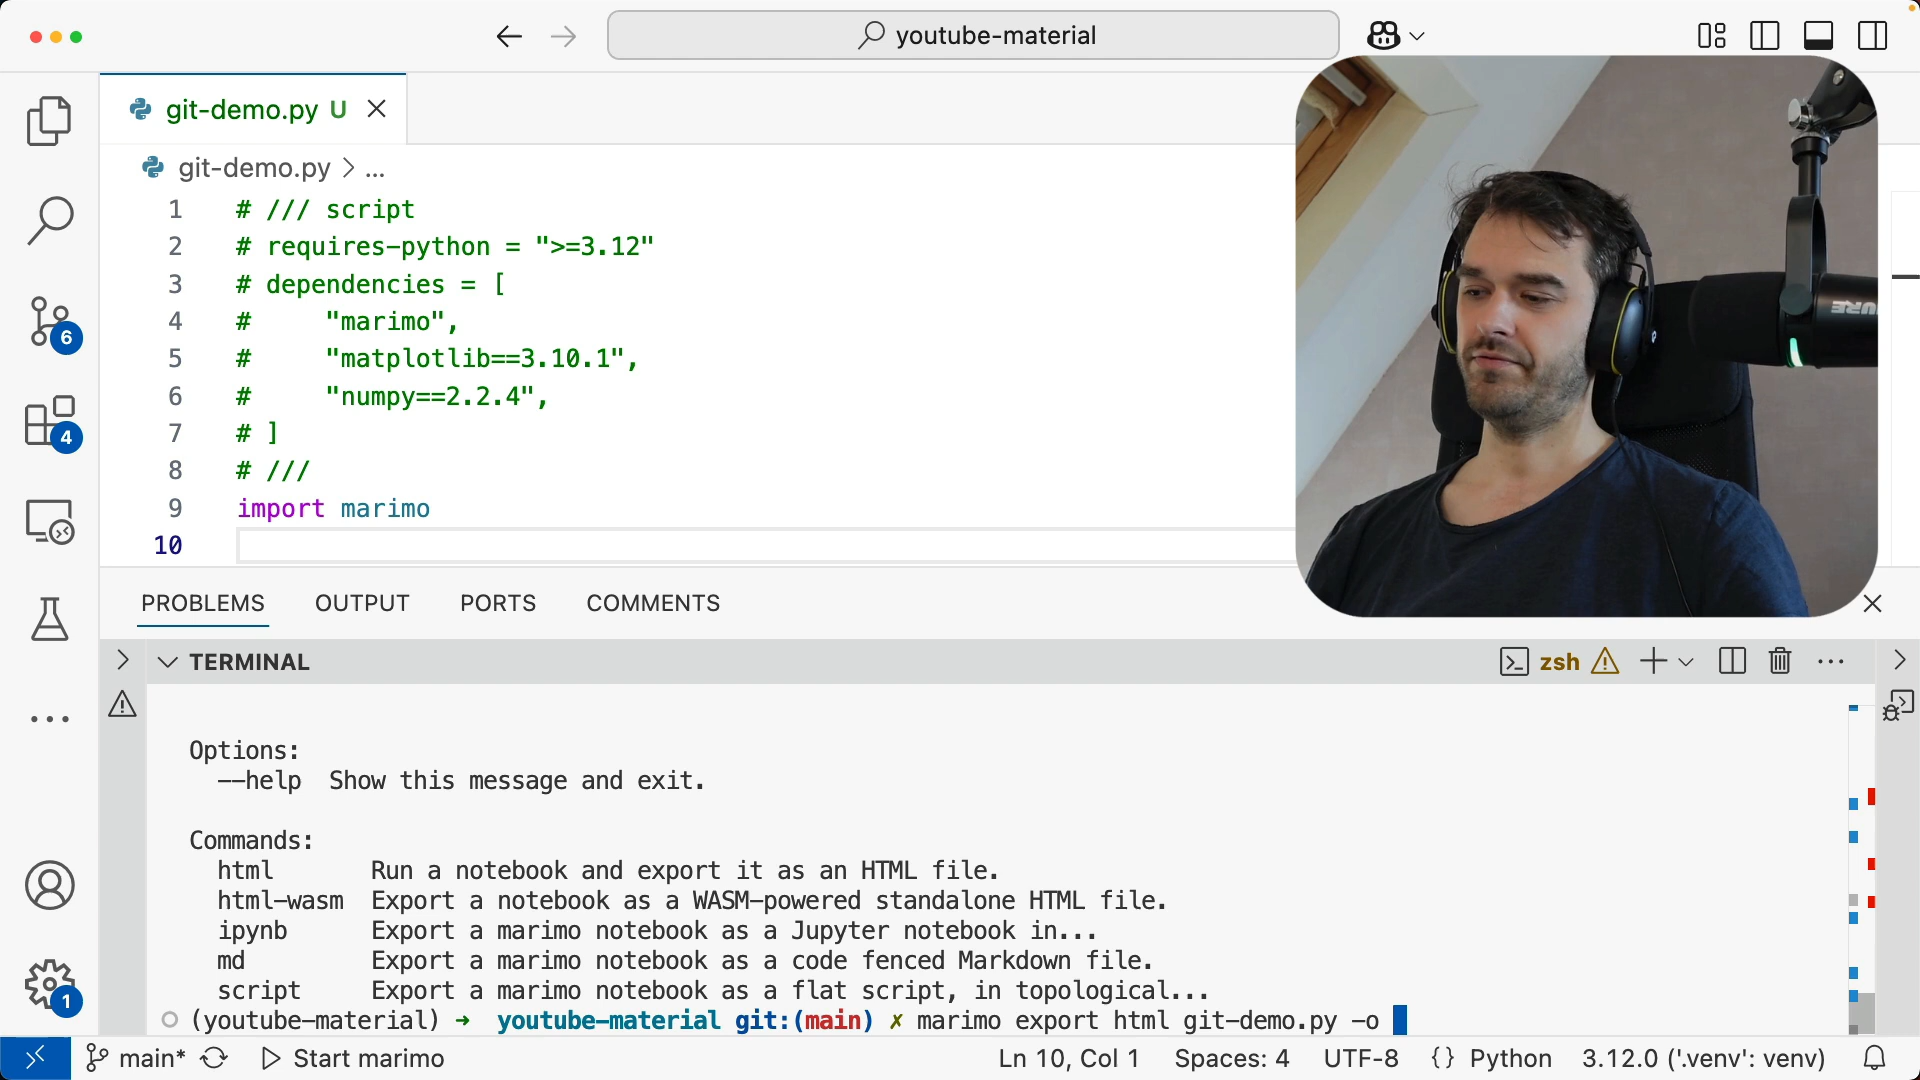 youtube-material
git-demo.py U
git-demo.py > ...
1 # /// script
2 # requires-python = ">=3.12"
3 # dependencies = [
4 #     "marimo",
5 #     "matplotlib==3.10.1",
6 #     "numpy==2.2.4",
7 # ]
8 # ///
9 import marimo
10
6
4
1
PROBLEMS OUTPUT PORTS COMMENTS
TERMINAL
zsh
Options:
--help  Show this message and exit.
Commands:
html       Run a notebook and export it as an HTML file.
html-wasm  Export a notebook as a WASM-powered standalone HTML file.
ipynb      Export a marimo notebook as a Jupyter notebook in...
md         Export a marimo notebook as a code fenced Markdown file.
script     Export a marimo notebook as a flat script, in topological...
(youtube-material) ➜  youtube-material git:(main) ✗ marimo export html git-demo.py -o
main* Start marimo Ln 10, Col 1 Spaces: 4 UTF-8 {} Python 3.12.0 ('.venv': venv)